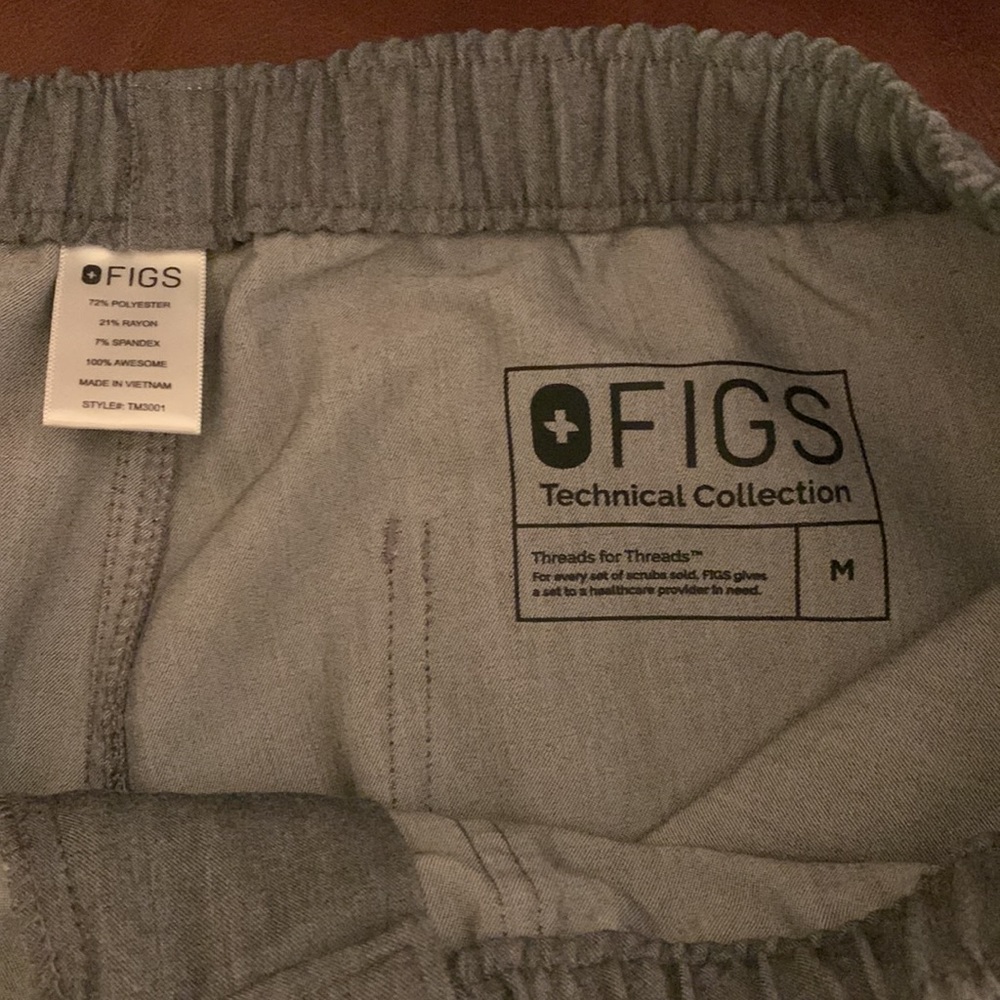 FIGS
72% POLYESTER
21% RAYON
7% SPANDEX
100% AWESOME
MADE IN VIETNAM
STYLE#: TM3001
FIGS
Technical Collection
Threads for Threads™
For every set of scrubs sold, FIGS gives
a set to a healthcare provider in need.
M